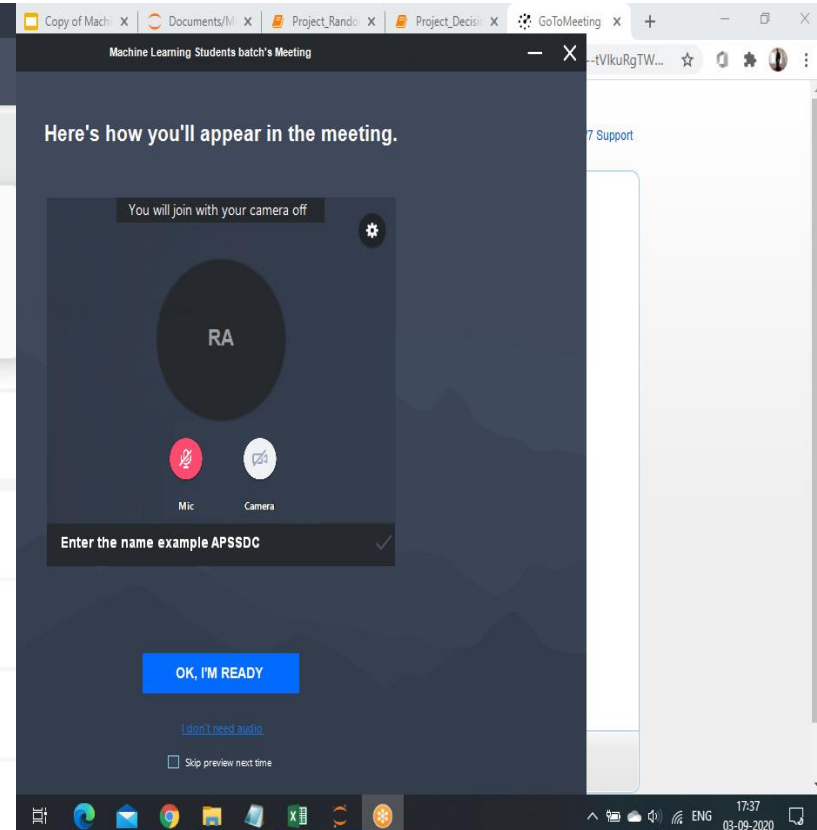 Copy of Machi
Documents/M
Project_Rando
Project_Decisio
GoToMeeting
Machine Learning Students batch's Meeting
--tVlkuRgTW...
Here's how you'll appear in the meeting.
/7 Support
You will join with your camera off
RA
Mic
Camera
Enter the name example APSSDC
OK, I'M READY
I don't need audio
Skip preview next time
ENG
17:37
03-09-2020